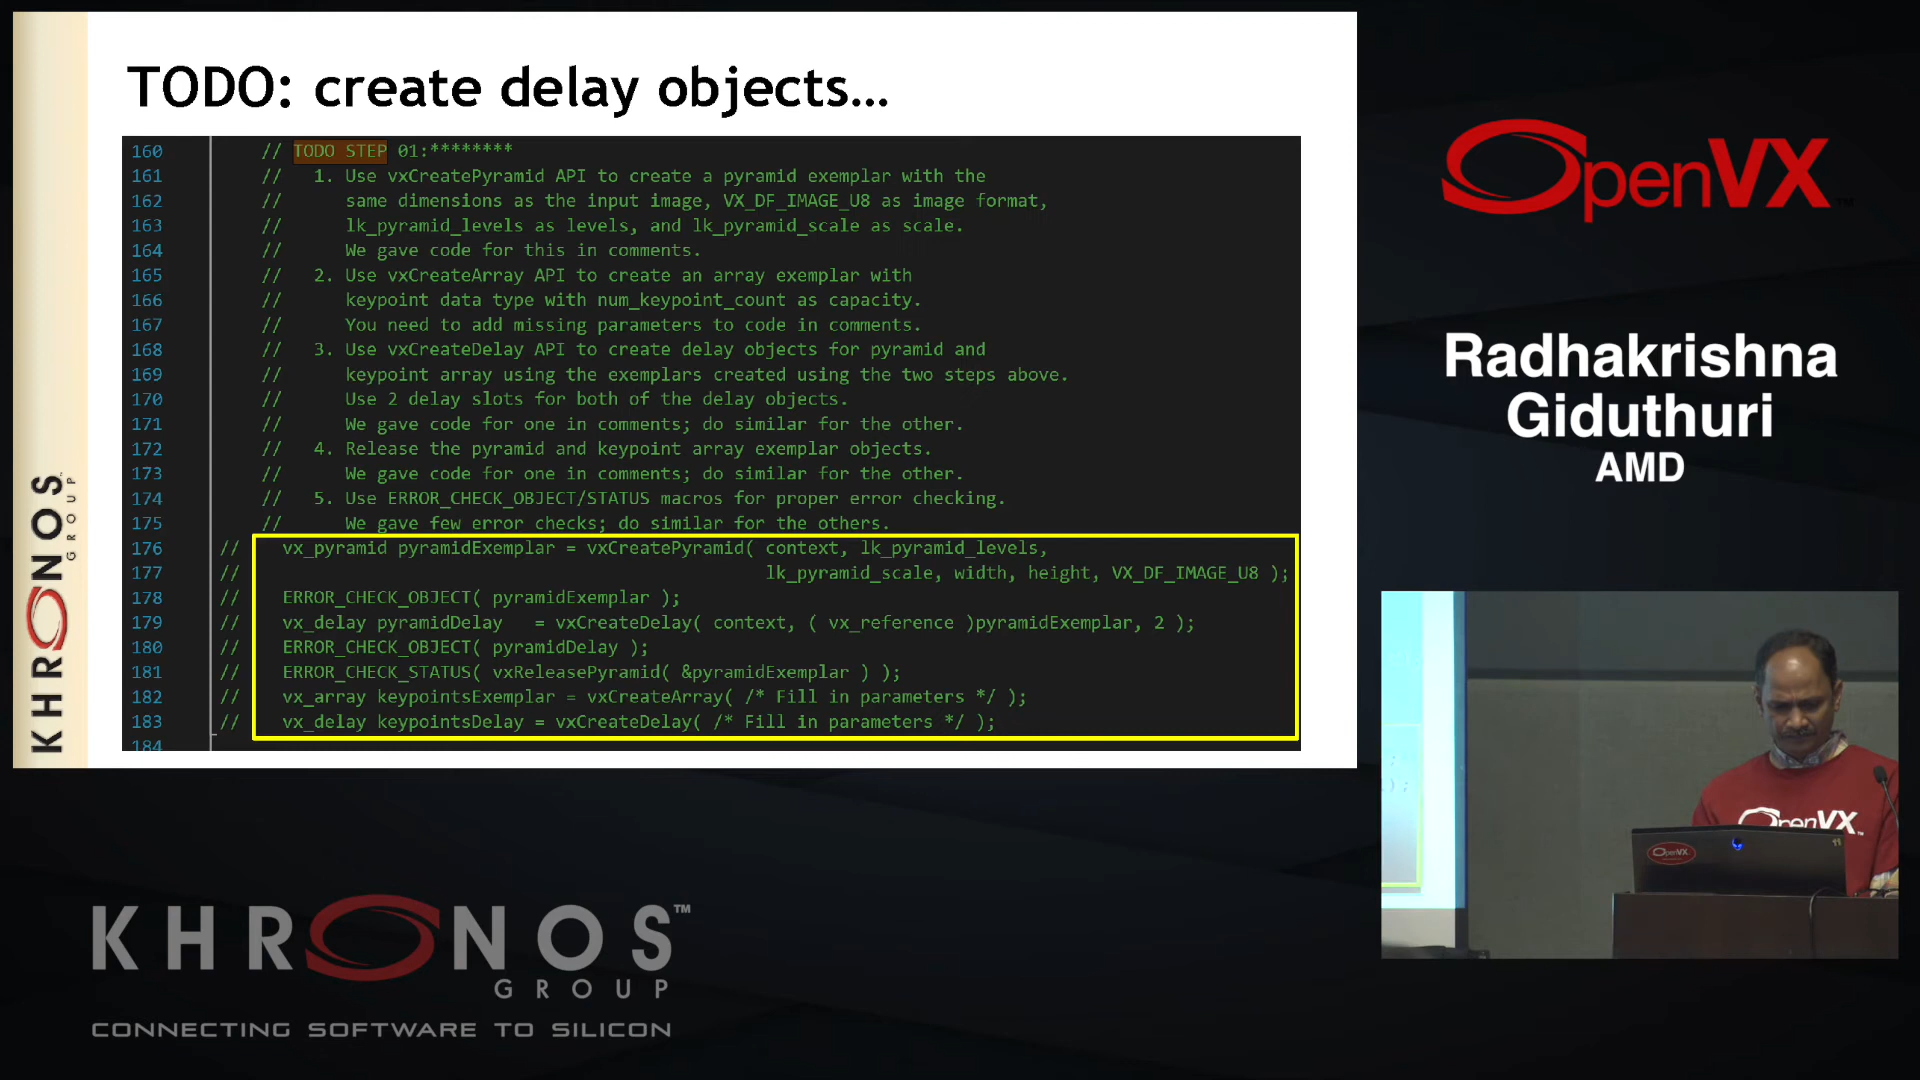 TODO: create delay objects...
160 // TODO STEP 01:********
161 // 1. Use vxCreatePyramid API to create a pyramid exemplar with the
162 // same dimensions as the input image, VX_DF_IMAGE_U8 as image format,
163 // lk_pyramid_levels as levels, and lk_pyramid_scale as scale.
164 // We gave code for this in comments.
165 // 2. Use vxCreateArray API to create an array exemplar with
166 // keypoint data type with num_keypoint_count as capacity.
167 // You need to add missing parameters to code in comments.
168 // 3. Use vxCreateDelay API to create delay objects for pyramid and
169 // keypoint array using the exemplars created using the two steps above.
170 // Use 2 delay slots for both of the delay objects.
171 // We gave code for one in comments; do similar for the other.
172 // 4. Release the pyramid and keypoint array exemplar objects.
173 // We gave code for one in comments; do similar for the other.
174 // 5. Use ERROR_CHECK_OBJECT/STATUS macros for proper error checking.
175 // We gave few error checks; do similar for the others.
176 // vx_pyramid pyramidExemplar = vxCreatePyramid( context, lk_pyramid_levels,
177 // lk_pyramid_scale, width, height, VX_DF_IMAGE_U8 );
178 // ERROR_CHECK_OBJECT( pyramidExemplar );
179 // vx_delay pyramidDelay = vxCreateDelay( context, ( vx_reference )pyramidExemplar, 2 );
180 // ERROR_CHECK_OBJECT( pyramidDelay );
181 // ERROR_CHECK_STATUS( vxReleasePyramid( &pyramidExemplar ) );
182 // vx_array keypointsExemplar = vxCreateArray( /* Fill in parameters */ );
183 // vx_delay keypointsDelay = vxCreateDelay( /* Fill in parameters */ );
184
KHRONOS
GROUP
OpenVX™
Radhakrishna
Giduthuri
AMD
OpenVX™
OpenVX
11
KHRONOS™
GROUP
CONNECTING SOFTWARE TO SILICON